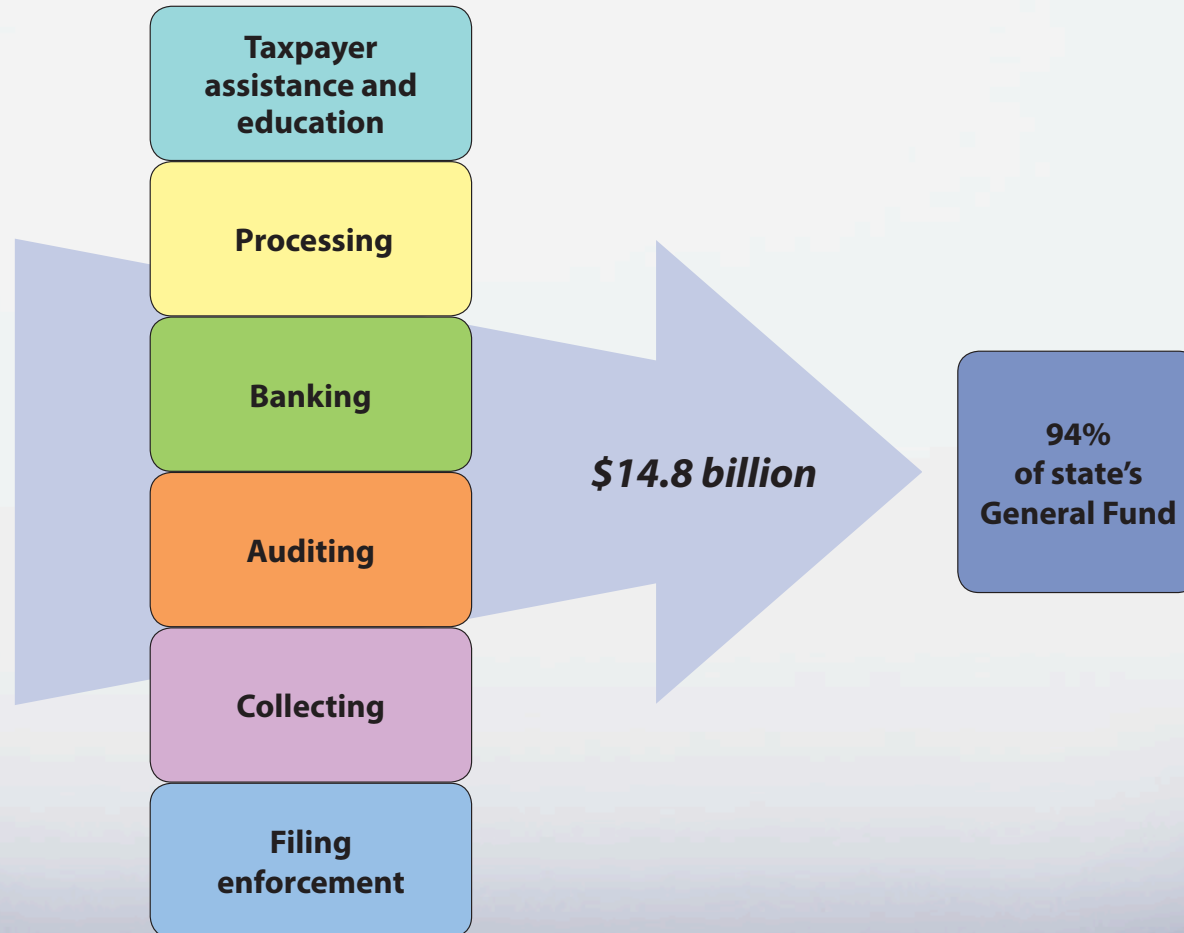 Taxpayer
assistance and
education
Processing
Banking
Auditing
Collecting
Filing
enforcement
$14.8 billion
94%
of state’s
General Fund